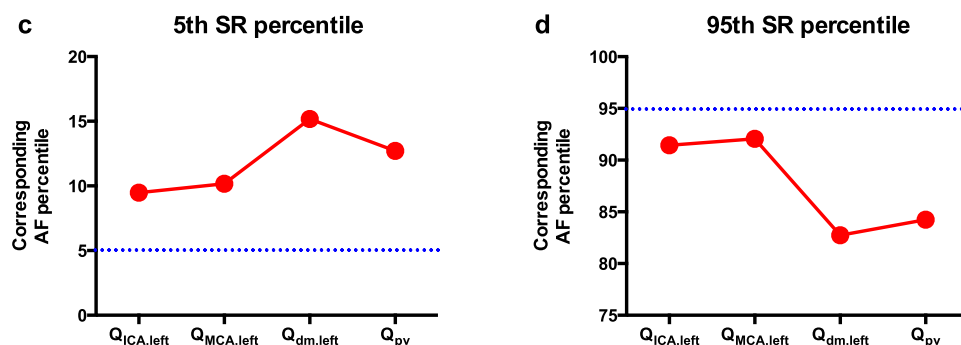 c
5th SR percentile
Corresponding
AF percentile
20
15
10
5
0
QICA.left
QMCA.left
Qdm.left
Qpv
d
95th SR percentile
Corresponding
AF percentile
100
95
90
85
80
75
QICA.left
QMCA.left
Qdm.left
Qpv